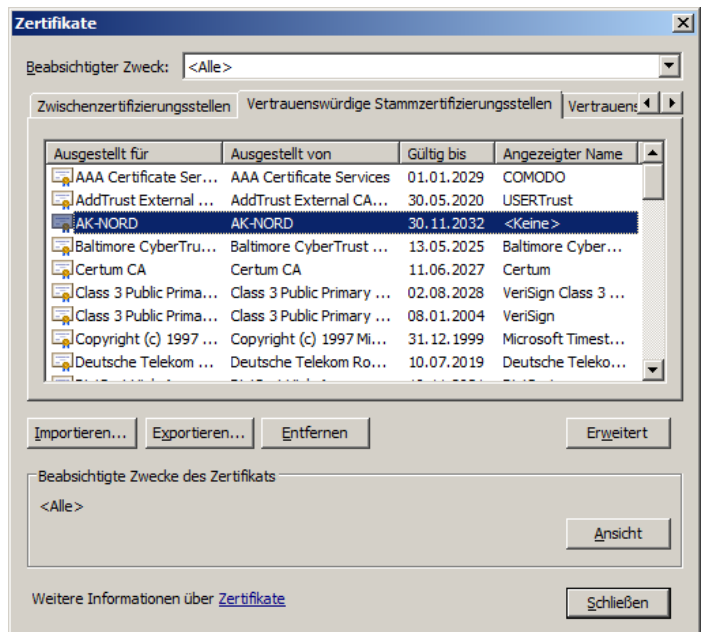 Zertifikate
Beabsichtigter Zweck: <Alle>
Zwischenzertifizierungsstellen Vertrauenswürdige Stammzertifizierungsstellen Vertrauens
Ausgestellt für Ausgestellt von Gültig bis Angezeigter Name
AAA Certificate Ser... AAA Certificate Services 01.01.2029 COMODO
AddTrust External ... AddTrust External CA... 30.05.2020 USERTrust
AK-NORD AK-NORD 30.11.2032 <Keine>
Baltimore CyberTru... Baltimore CyberTrust ... 13.05.2025 Baltimore Cyber...
Certum CA Certum CA 11.06.2027 Certum
Class 3 Public Prima... Class 3 Public Primary ... 02.08.2028 VeriSign Class 3 ...
Class 3 Public Prima... Class 3 Public Primary ... 08.01.2004 VeriSign
Copyright (c) 1997 ... Copyright (c) 1997 Mi... 31.12.1999 Microsoft Timest...
Deutsche Telekom ... Deutsche Telekom Ro... 10.07.2019 Deutsche Teleko...
Importieren... Exportieren... Entfernen Erweitert
Beabsichtigte Zwecke des Zertifikats
<Alle>
Ansicht
Weitere Informationen über Zertifikate
Schließen